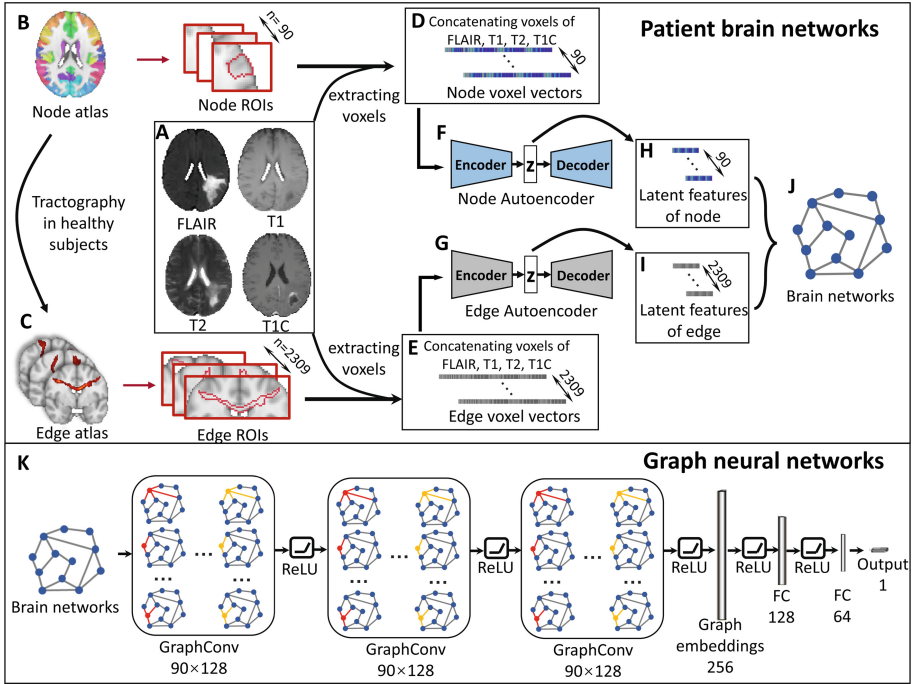 B
Node atlas
n= 90
Node ROIs
D
Concatenating voxels of
FLAIR, T1, T2, T1C
90
Node voxel vectors
Patient brain networks
extracting
voxels
A
FLAIR
T1
T2
T1C
Tractography
in healthy
subjects
F
Encoder
z
Decoder
Node Autoencoder
H
90
Latent features
of node
J
Brain networks
G
Encoder
z
Decoder
Edge Autoencoder
I
2309
Latent features
of edge
C
Edge atlas
n=2309
Edge ROIs
extracting
voxels
E
Concatenating voxels of
FLAIR, T1, T2, T1C
2309
Edge voxel vectors
K
Graph neural networks
Brain networks
GraphConv
90×128
ReLU
GraphConv
90×128
ReLU
GraphConv
90×128
ReLU
Graph
embeddings
256
ReLU
FC
128
ReLU
FC
64
Output
1